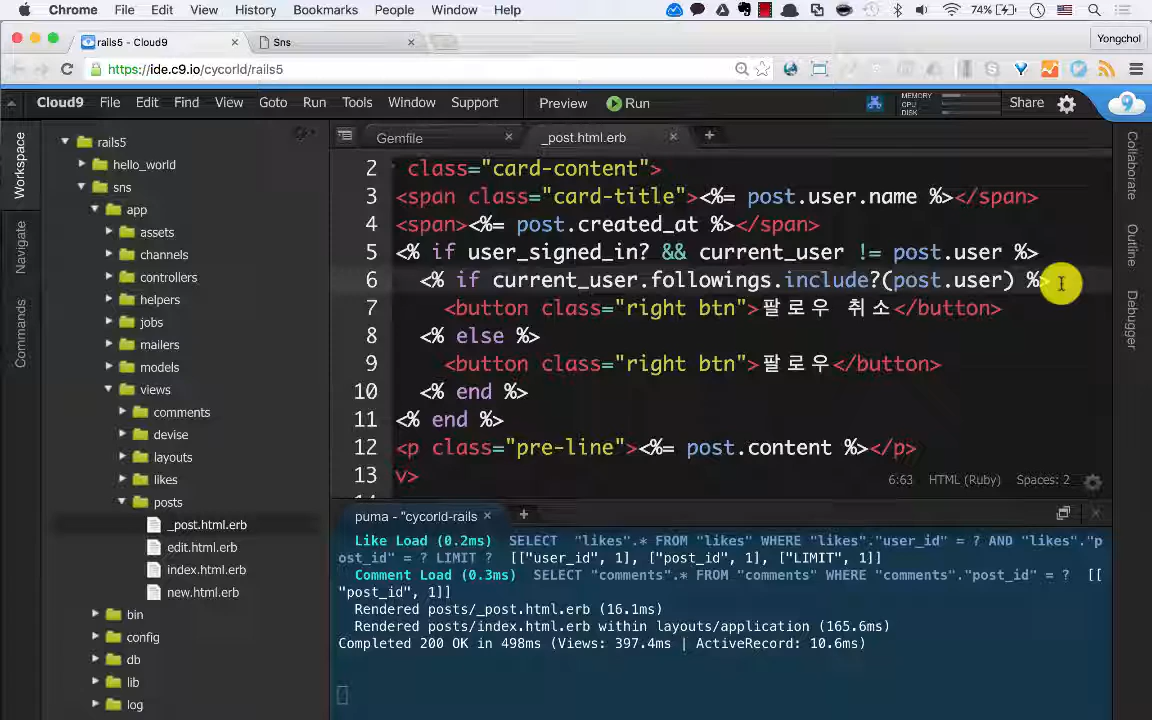 Chrome File Edit View History Bookmarks People Window Help 74%
rails5 - Cloud9 Sns Yongchol
https://ide.c9.io/cycorld/rails5
Cloud9 File Edit Find View Goto Run Tools Window Support Preview Run MEMORY CPU DISK Share
Workspace
Navigate
Commands
rails5
hello_world
sns
app
assets
channels
controllers
helpers
jobs
mailers
models
views
comments
devise
layouts
likes
posts
_post.html.erb
edit.html.erb
index.html.erb
new.html.erb
bin
config
db
lib
log
Gemfile _post.html.erb
2 class="card-content">
3 <span class="card-title"><%= post.user.name %></span>
4 <span><%= post.created_at %></span>
5 <% if user_signed_in? && current_user != post.user %>
6 <% if current_user.followings.include?(post.user) %>
7 <button class="right btn">팔로우 취소</button>
8 <% else %>
9 <button class="right btn">팔로우</button>
10 <% end %>
11 <% end %>
12 <p class="pre-line"><%= post.content %></p>
13 v>
6:63 HTML (Ruby) Spaces: 2
puma - "cycorld-rails
Like Load (0.2ms) SELECT "likes".* FROM "likes" WHERE "likes"."user_id" = ? AND "likes"."p
ost_id" = ? LIMIT ? [["user_id", 1], ["post_id", 1], ["LIMIT", 1]]
Comment Load (0.3ms) SELECT "comments".* FROM "comments" WHERE "comments"."post_id" = ? [[
"post_id", 1]]
Rendered posts/_post.html.erb (16.1ms)
Rendered posts/index.html.erb within layouts/application (165.6ms)
Completed 200 OK in 498ms (Views: 397.4ms | ActiveRecord: 10.6ms)
Collaborate
Outline
Debugger